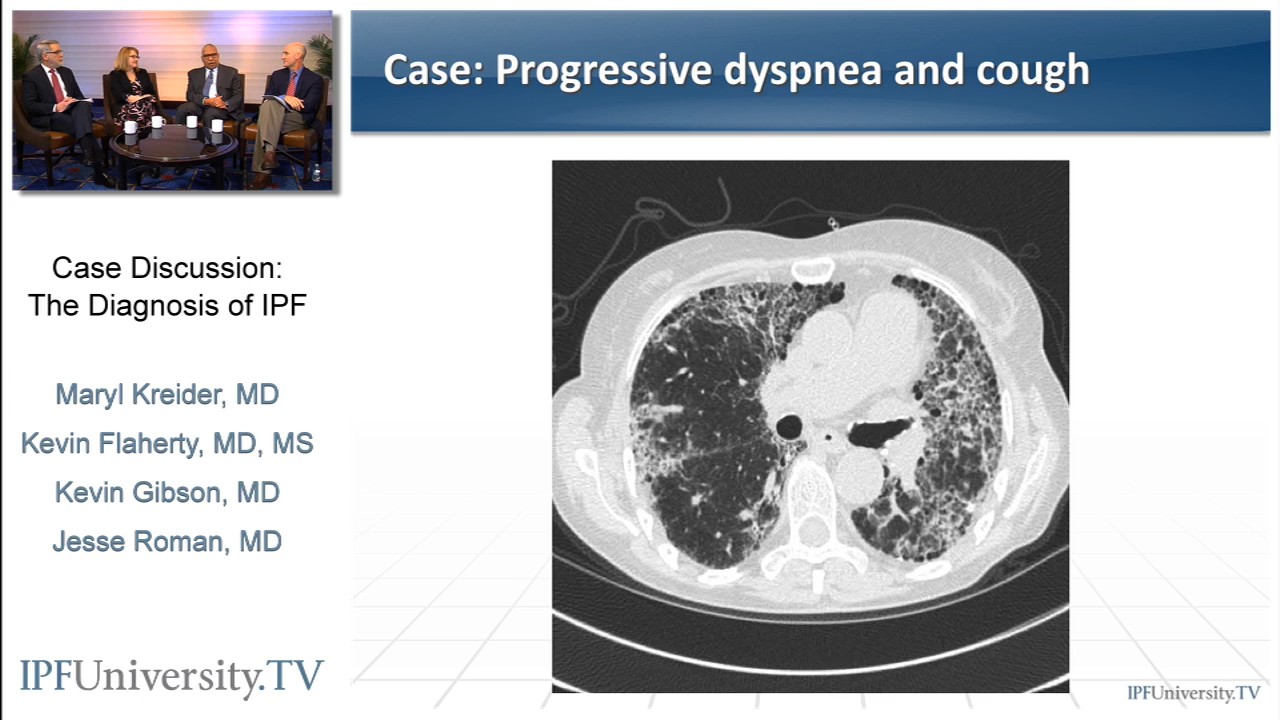 Case: Progressive dyspnea and cough
Case Discussion:
The Diagnosis of IPF
Maryl Kreider, MD
Kevin Flaherty, MD, MS
Kevin Gibson, MD
Jesse Roman, MD
IPFUniversity.TV
IPFUniversity.TV